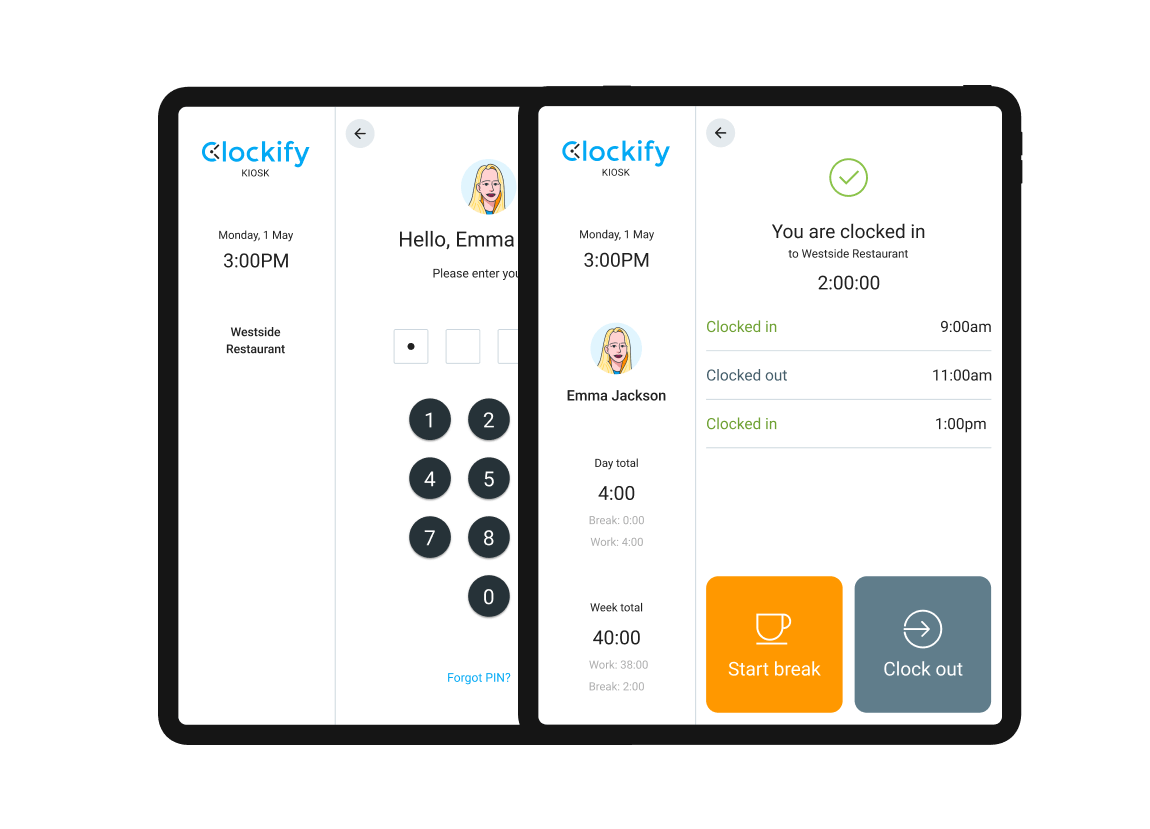 Clockify
KIOSK
Monday, 1 May
3:00PM
Westside
Restaurant
Hello, Emma
Please enter
1 2
4 5
7 8
0
Forgot PIN?
Clockify
KIOSK
Monday, 1 May
3:00PM
Emma Jackson
Day total
4:00
Break: 0:00
Work: 4:00
Week total
40:00
Work: 38:00
Break: 2:00
You are clocked in
to Westside Restaurant
2:00:00
Clocked in 9:00am
Clocked out 11:00am
Clocked in 1:00pm
Start break
Clock out